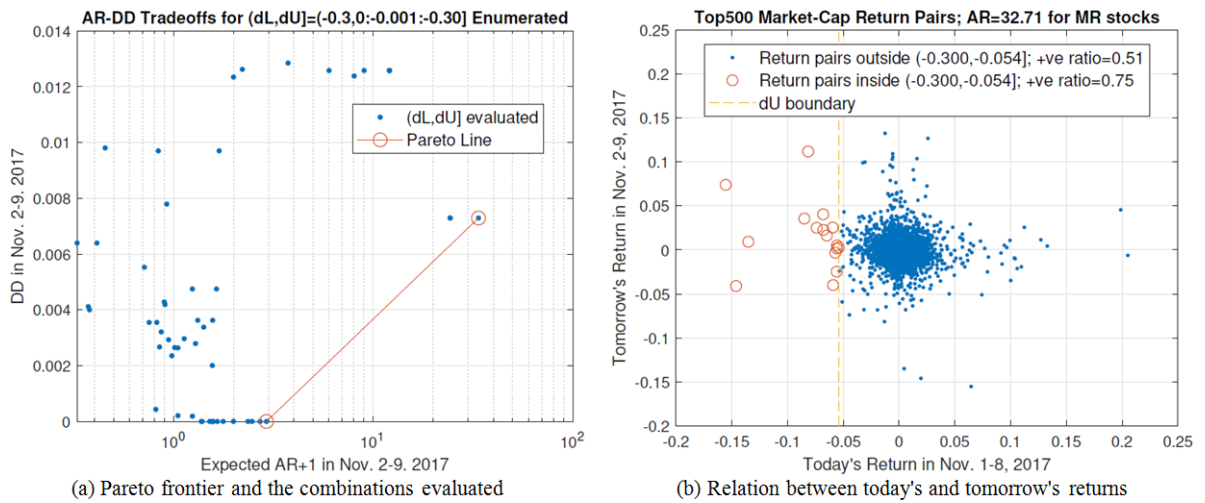 AR-DD Tradeoffs for (dL,dU]=(-0.3,0:-0.001:-0.30] Enumerated
0.014
0.012
0.01
0.008
0.006
0.004
0.002
0
DD in Nov. 2-9, 2017
(dL,dU] evaluated
Pareto Line
10^0
10^1
10^2
Expected AR+1 in Nov. 2-9. 2017
(a) Pareto frontier and the combinations evaluated
Top500 Market-Cap Return Pairs; AR=32.71 for MR stocks
0.25
0.2
0.15
0.1
0.05
0
-0.05
-0.1
-0.15
-0.2
Tomorrow's Return in Nov. 2-9, 2017
Return pairs outside (-0.300,-0.054]; +ve ratio=0.51
Return pairs inside (-0.300,-0.054]; +ve ratio=0.75
dU boundary
-0.2 -0.15 -0.1 -0.05 0 0.05 0.1 0.15 0.2 0.25
Today's Return in Nov. 1-8, 2017
(b) Relation between today's and tomorrow's returns